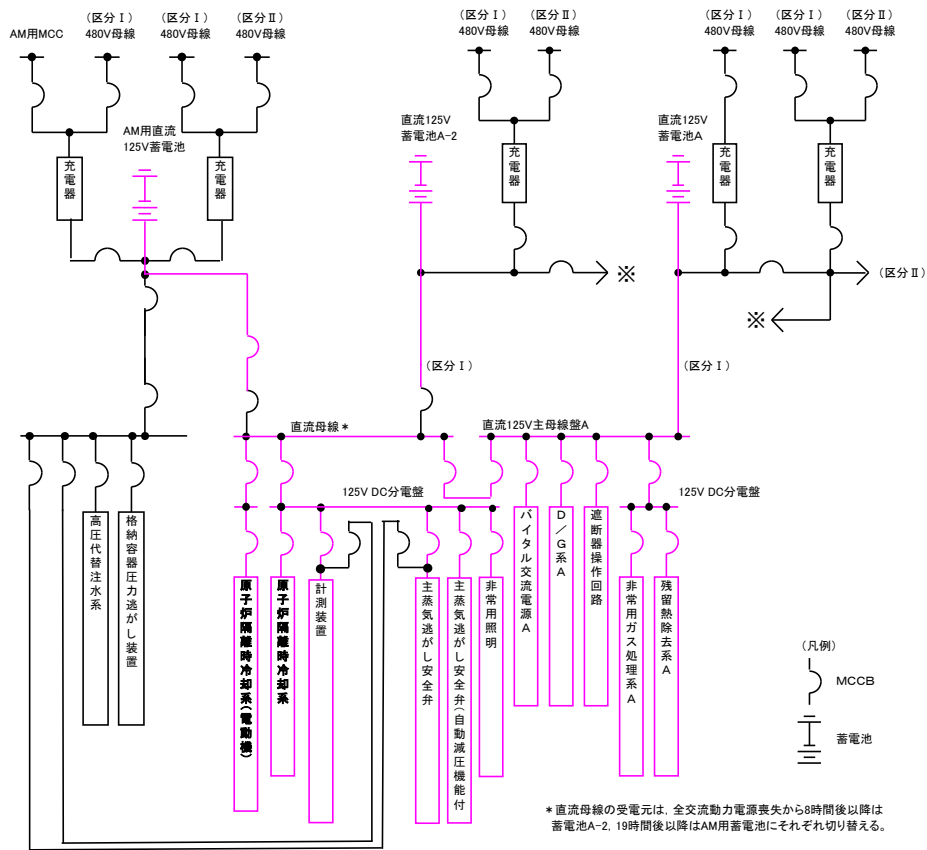 AM用MCC
(区分Ⅰ)
480V母線
(区分Ⅰ)
480V母線
(区分Ⅱ)
480V母線
(区分Ⅰ)
480V母線
(区分Ⅱ)
480V母線
(区分Ⅰ)
480V母線
(区分Ⅰ)
480V母線
(区分Ⅱ)
480V母線
充電器
AM用直流
125V蓄電池
充電器
直流125V
蓄電池A-2
充電器
直流125V
蓄電池A
充電器
充電器
※
(区分Ⅱ)
※
(区分Ⅰ)
(区分Ⅰ)
直流母線*
直流125V主母線盤A
125V DC分電盤
125V DC分電盤
高圧代替注水系
格納容器圧力逃がし装置
原子炉隔離時冷却系(電動機)
原子炉隔離時冷却系
計測装置
主蒸気逃がし安全弁
主蒸気逃がし安全弁(自動減圧機能付
非常用照明
バイタル交流電源A
D/G系A
遮断器操作回路
非常用ガス処理系A
残留熱除去系A
(凡例)
MCCB
蓄電池
*直流母線の受電元は,全交流動力電源喪失から8時間後以降は
蓄電池A-2,19時間後以降はAM用蓄電池にそれぞれ切り替える。